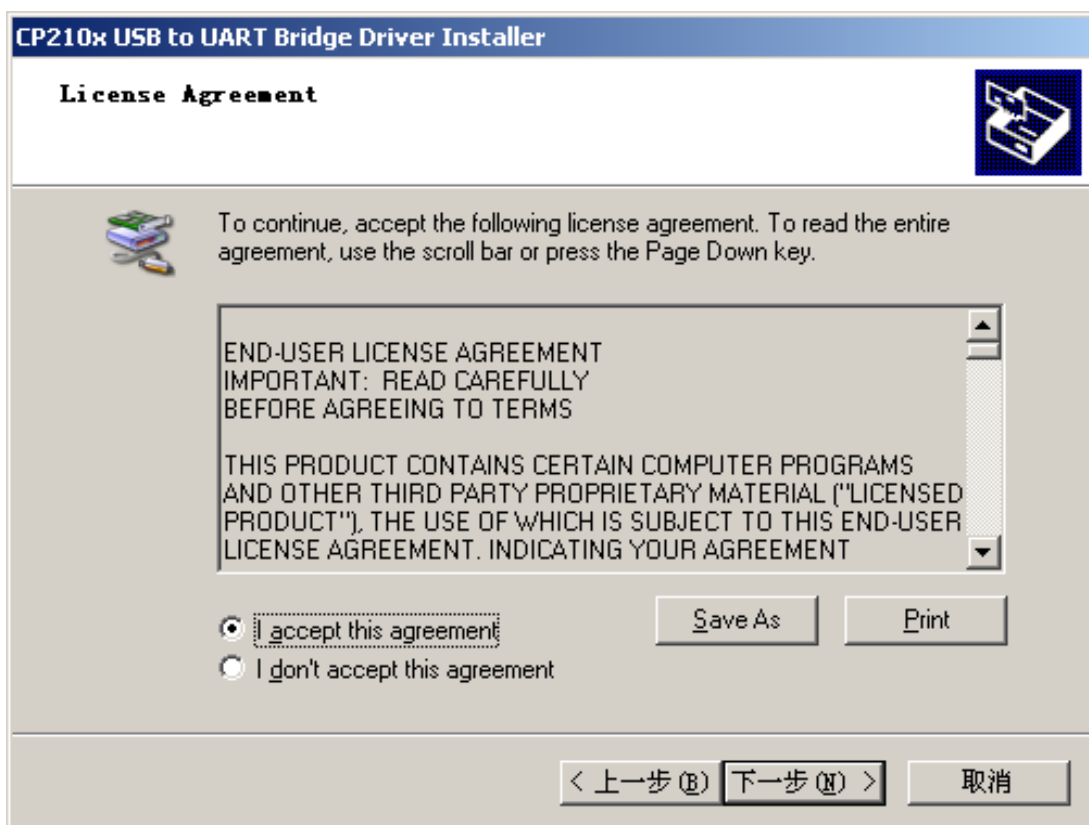 CP210x USB to UART Bridge Driver Installer
License Agreement
To continue, accept the following license agreement. To read the entire
agreement, use the scroll bar or press the Page Down key.
END-USER LICENSE AGREEMENT
IMPORTANT:  READ CAREFULLY
BEFORE AGREEING TO TERMS
THIS PRODUCT CONTAINS CERTAIN COMPUTER PROGRAMS
AND OTHER THIRD PARTY PROPRIETARY MATERIAL ("LICENSED
PRODUCT"), THE USE OF WHICH IS SUBJECT TO THIS END-USER
LICENSE AGREEMENT. INDICATING YOUR AGREEMENT
I accept this agreement
Save As
Print
I don't accept this agreement
< 上一步(B)
下一步(N) >
取消